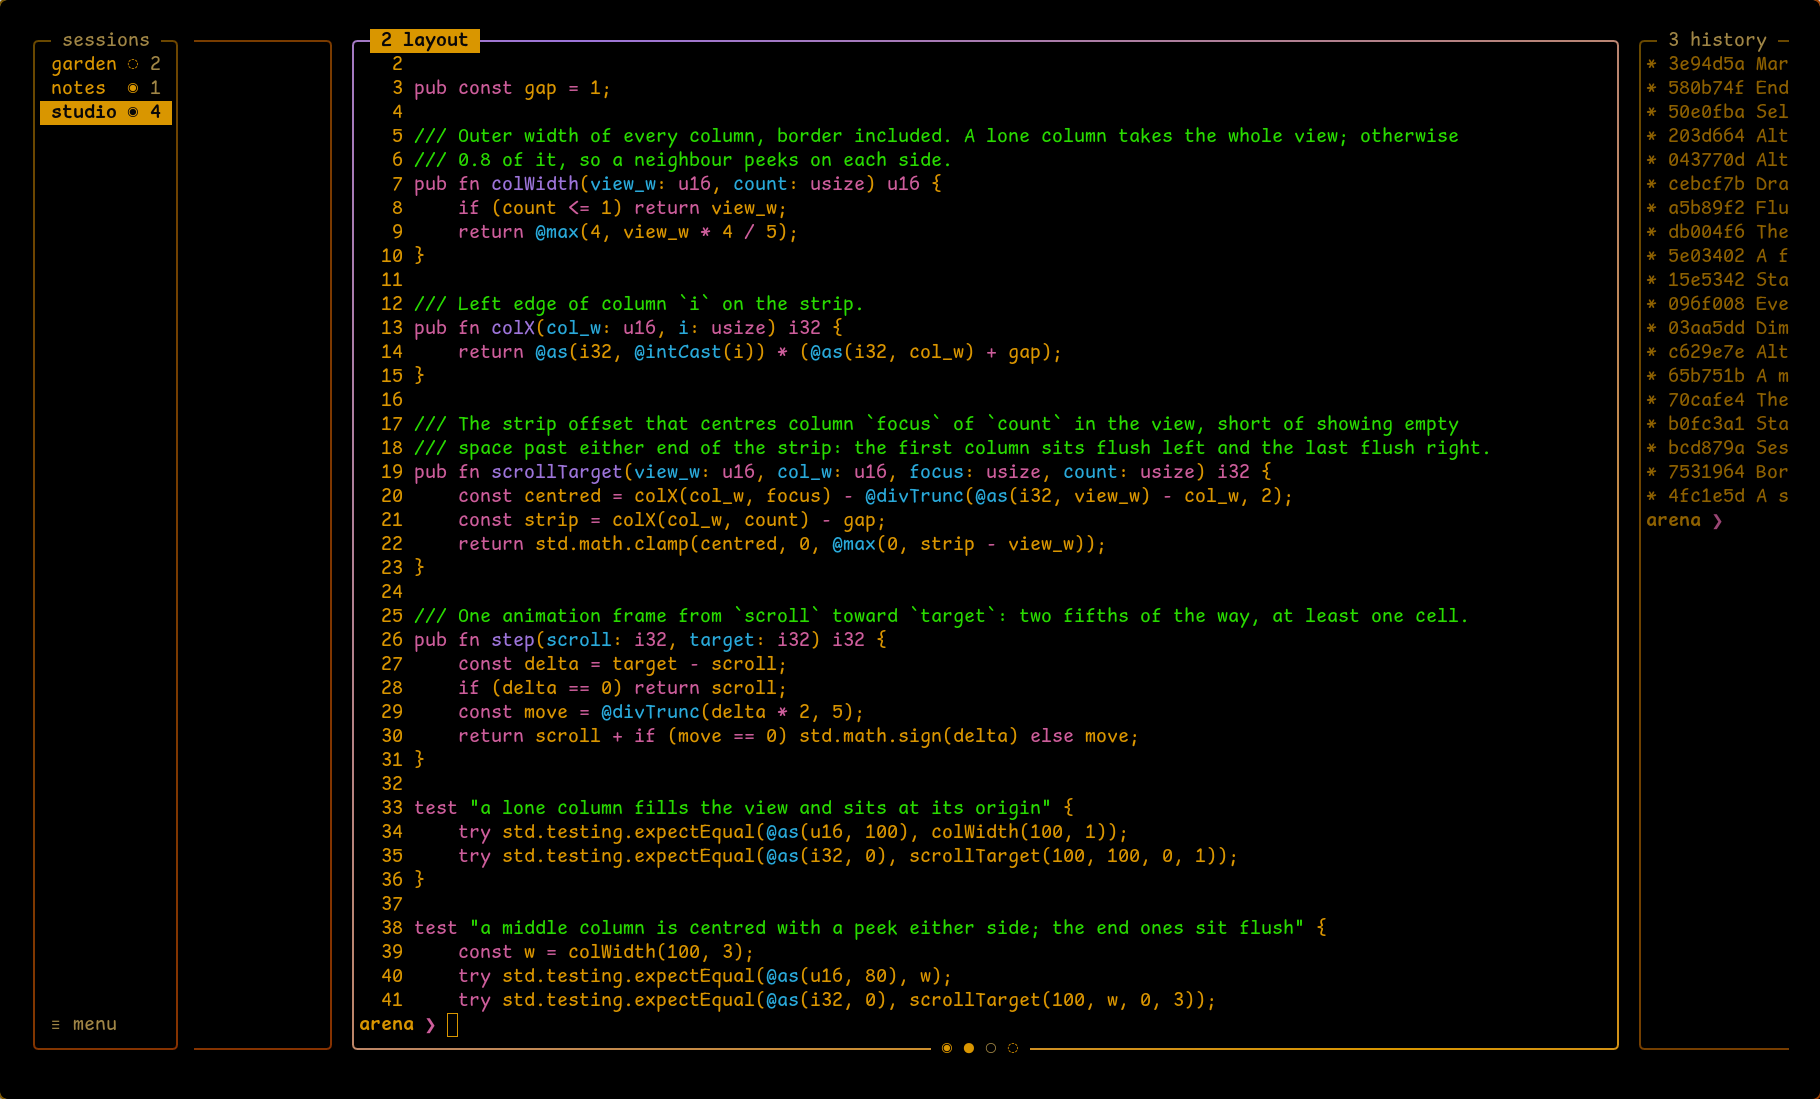 sessions
garden ◌ 2
notes ◉ 1
studio ◉ 4
≡ menu
2 layout
2
3 pub const gap = 1;
4
5 /// Outer width of every column, border included. A lone column takes the whole view; otherwise
6 /// 0.8 of it, so a neighbour peeks on each side.
7 pub fn colWidth(view_w: u16, count: usize) u16 {
8     if (count <= 1) return view_w;
9     return @max(4, view_w * 4 / 5);
10 }
11
12 /// Left edge of column `i` on the strip.
13 pub fn colX(col_w: u16, i: usize) i32 {
14     return @as(i32, @intCast(i)) * (@as(i32, col_w) + gap);
15 }
16
17 /// The strip offset that centres column `focus` of `count` in the view, short of showing empty
18 /// space past either end of the strip: the first column sits flush left and the last flush right.
19 pub fn scrollTarget(view_w: u16, col_w: u16, focus: usize, count: usize) i32 {
20     const centred = colX(col_w, focus) - @divTrunc(@as(i32, view_w) - col_w, 2);
21     const strip = colX(col_w, count) - gap;
22     return std.math.clamp(centred, 0, @max(0, strip - view_w));
23 }
24
25 /// One animation frame from `scroll` toward `target`: two fifths of the way, at least one cell.
26 pub fn step(scroll: i32, target: i32) i32 {
27     const delta = target - scroll;
28     if (delta == 0) return scroll;
29     const move = @divTrunc(delta * 2, 5);
30     return scroll + if (move == 0) std.math.sign(delta) else move;
31 }
32
33 test "a lone column fills the view and sits at its origin" {
34     try std.testing.expectEqual(@as(u16, 100), colWidth(100, 1));
35     try std.testing.expectEqual(@as(i32, 0), scrollTarget(100, 100, 0, 1));
36 }
37
38 test "a middle column is centred with a peek either side; the end ones sit flush" {
39     const w = colWidth(100, 3);
40     try std.testing.expectEqual(@as(u16, 80), w);
41     try std.testing.expectEqual(@as(i32, 0), scrollTarget(100, w, 0, 3));
arena ❯
3 history
* 3e94d5a Mar
* 580b74f End
* 50e0fba Sel
* 203d664 Alt
* 043770d Alt
* cebcf7b Dra
* a5b89f2 Flu
* db004f6 The
* 5e03402 A f
* 15e5342 Sta
* 096f008 Eve
* 03aa5dd Dim
* c629e7e Alt
* 65b751b A m
* 70cafe4 The
* b0fc3a1 Sta
* bcd879a Ses
* 7531964 Bor
* 4fc1e5d A s
arena ❯